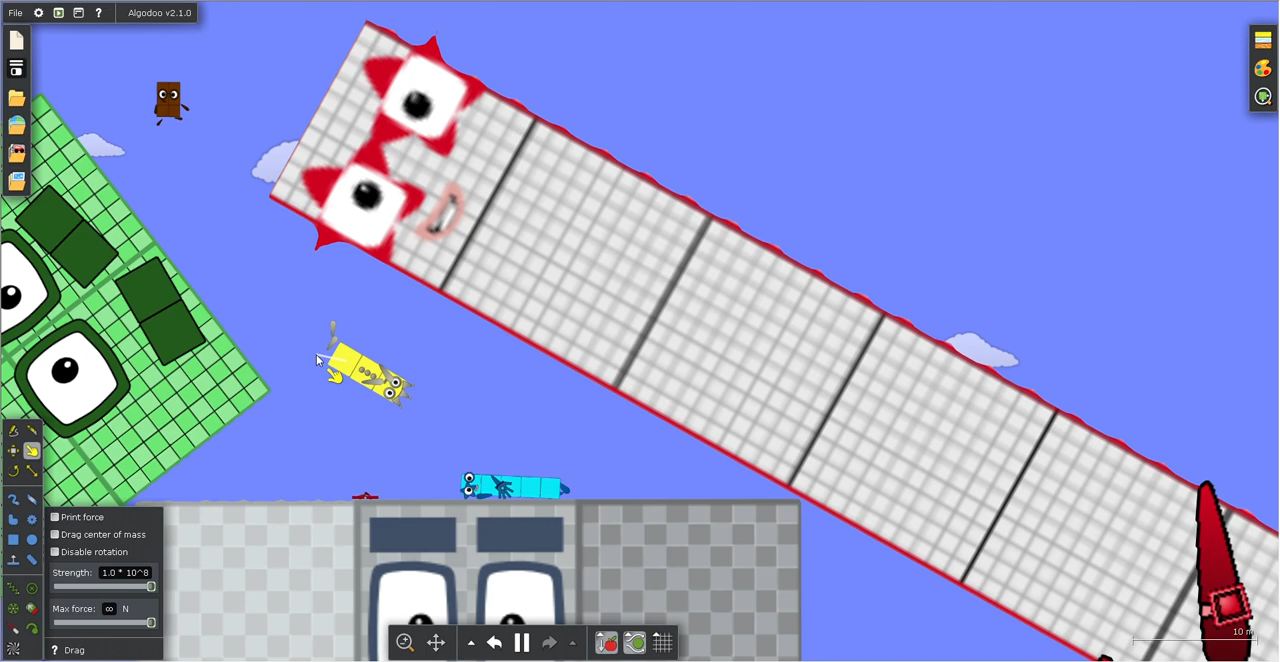 File ? Algodoo v2.1.0
Print force
Drag center of mass
Disable rotation
Strength: 1.0 * 10^8
Max force: ∞ N
? Drag
10 m